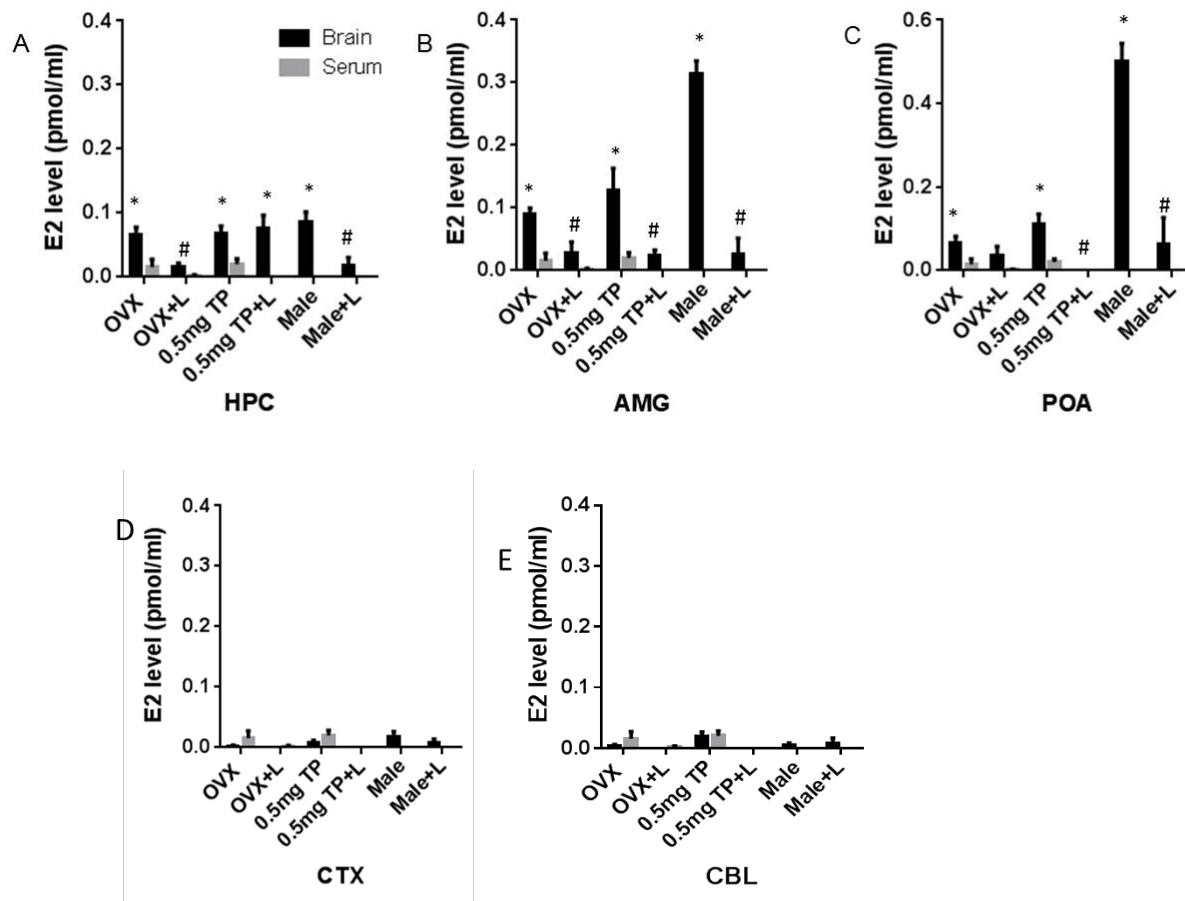 A
E2 level (pmol/ml)
0.4
0.3
0.2
0.1
0.0
Brain
Serum
*
#
*
*
*
#
OVX
OVX+L
0.5mg TP
0.5mg TP+L
Male
Male+L
HPC
B
E2 level (pmol/ml)
0.4
0.3
0.2
0.1
0.0
*
#
*
#
*
#
OVX
OVX+L
0.5mg TP
0.5mg TP+L
Male
Male+L
AMG
C
E2 level (pmol/ml)
0.6
0.4
0.2
0.0
*
*
#
*
#
OVX
OVX+L
0.5mg TP
0.5mg TP+L
Male
Male+L
POA
D
E2 level (pmol/ml)
0.4
0.3
0.2
0.1
0.0
OVX
OVX+L
0.5mg TP
0.5mg TP+L
Male
Male+L
CTX
E
E2 level (pmol/ml)
0.4
0.3
0.2
0.1
0.0
OVX
OVX+L
0.5mg TP
0.5mg TP+L
Male
Male+L
CBL